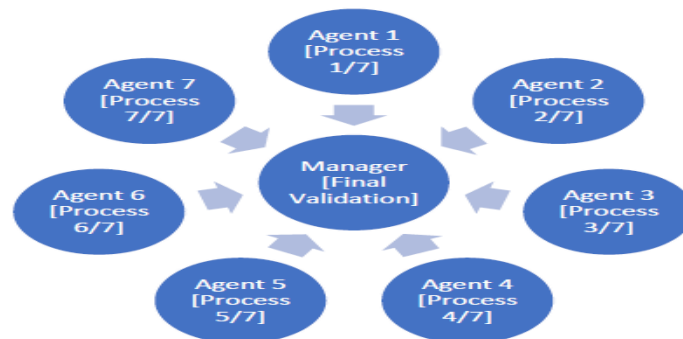 Agent 1
[Process
1/7]
Agent 2
[Process
2/7]
Agent 3
[Process
3/7]
Agent 4
[Process
4/7]
Agent 5
[Process
5/7]
Agent 6
[Process
6/7]
Agent 7
[Process
7/7]
Manager
[Final
Validation]